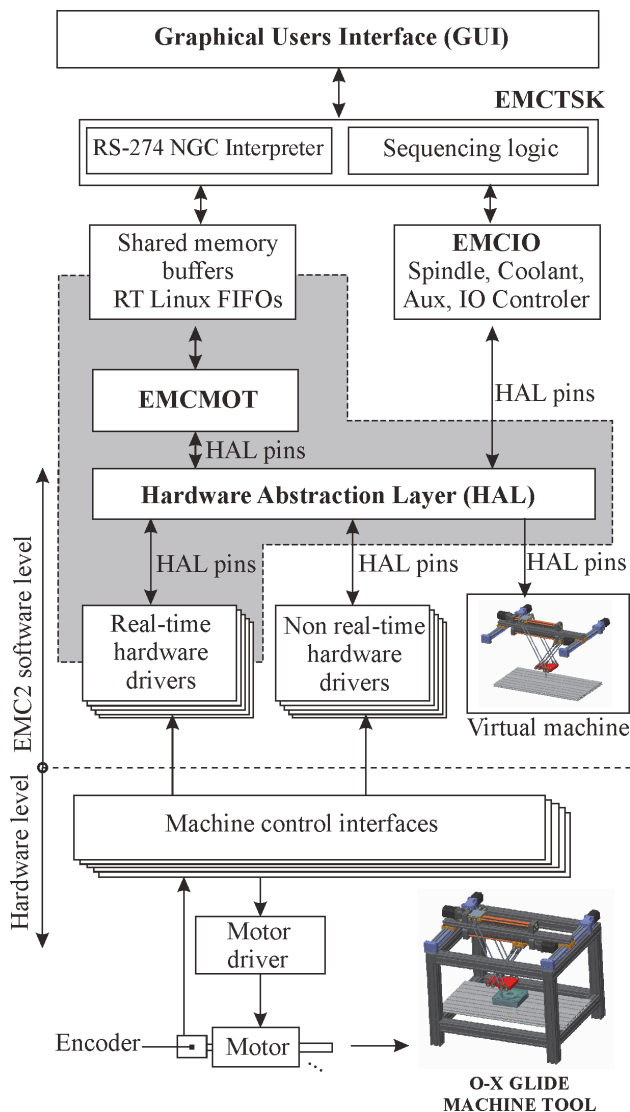 Graphical Users Interface (GUI)
EMCTSK
RS-274 NGC Interpreter
Sequencing logic
Shared memory
buffers
RT Linux FIFOs
EMCIO
Spindle, Coolant,
Aux, IO Controler
EMCMOT
HAL pins
HAL pins
Hardware Abstraction Layer (HAL)
HAL pins
HAL pins
HAL pins
Real-time
hardware
drivers
Non real-time
hardware
drivers
Virtual machine
EMC2 software level
Hardware level
Machine control interfaces
Motor
driver
Encoder
Motor
...
O-X GLIDE
MACHINE TOOL